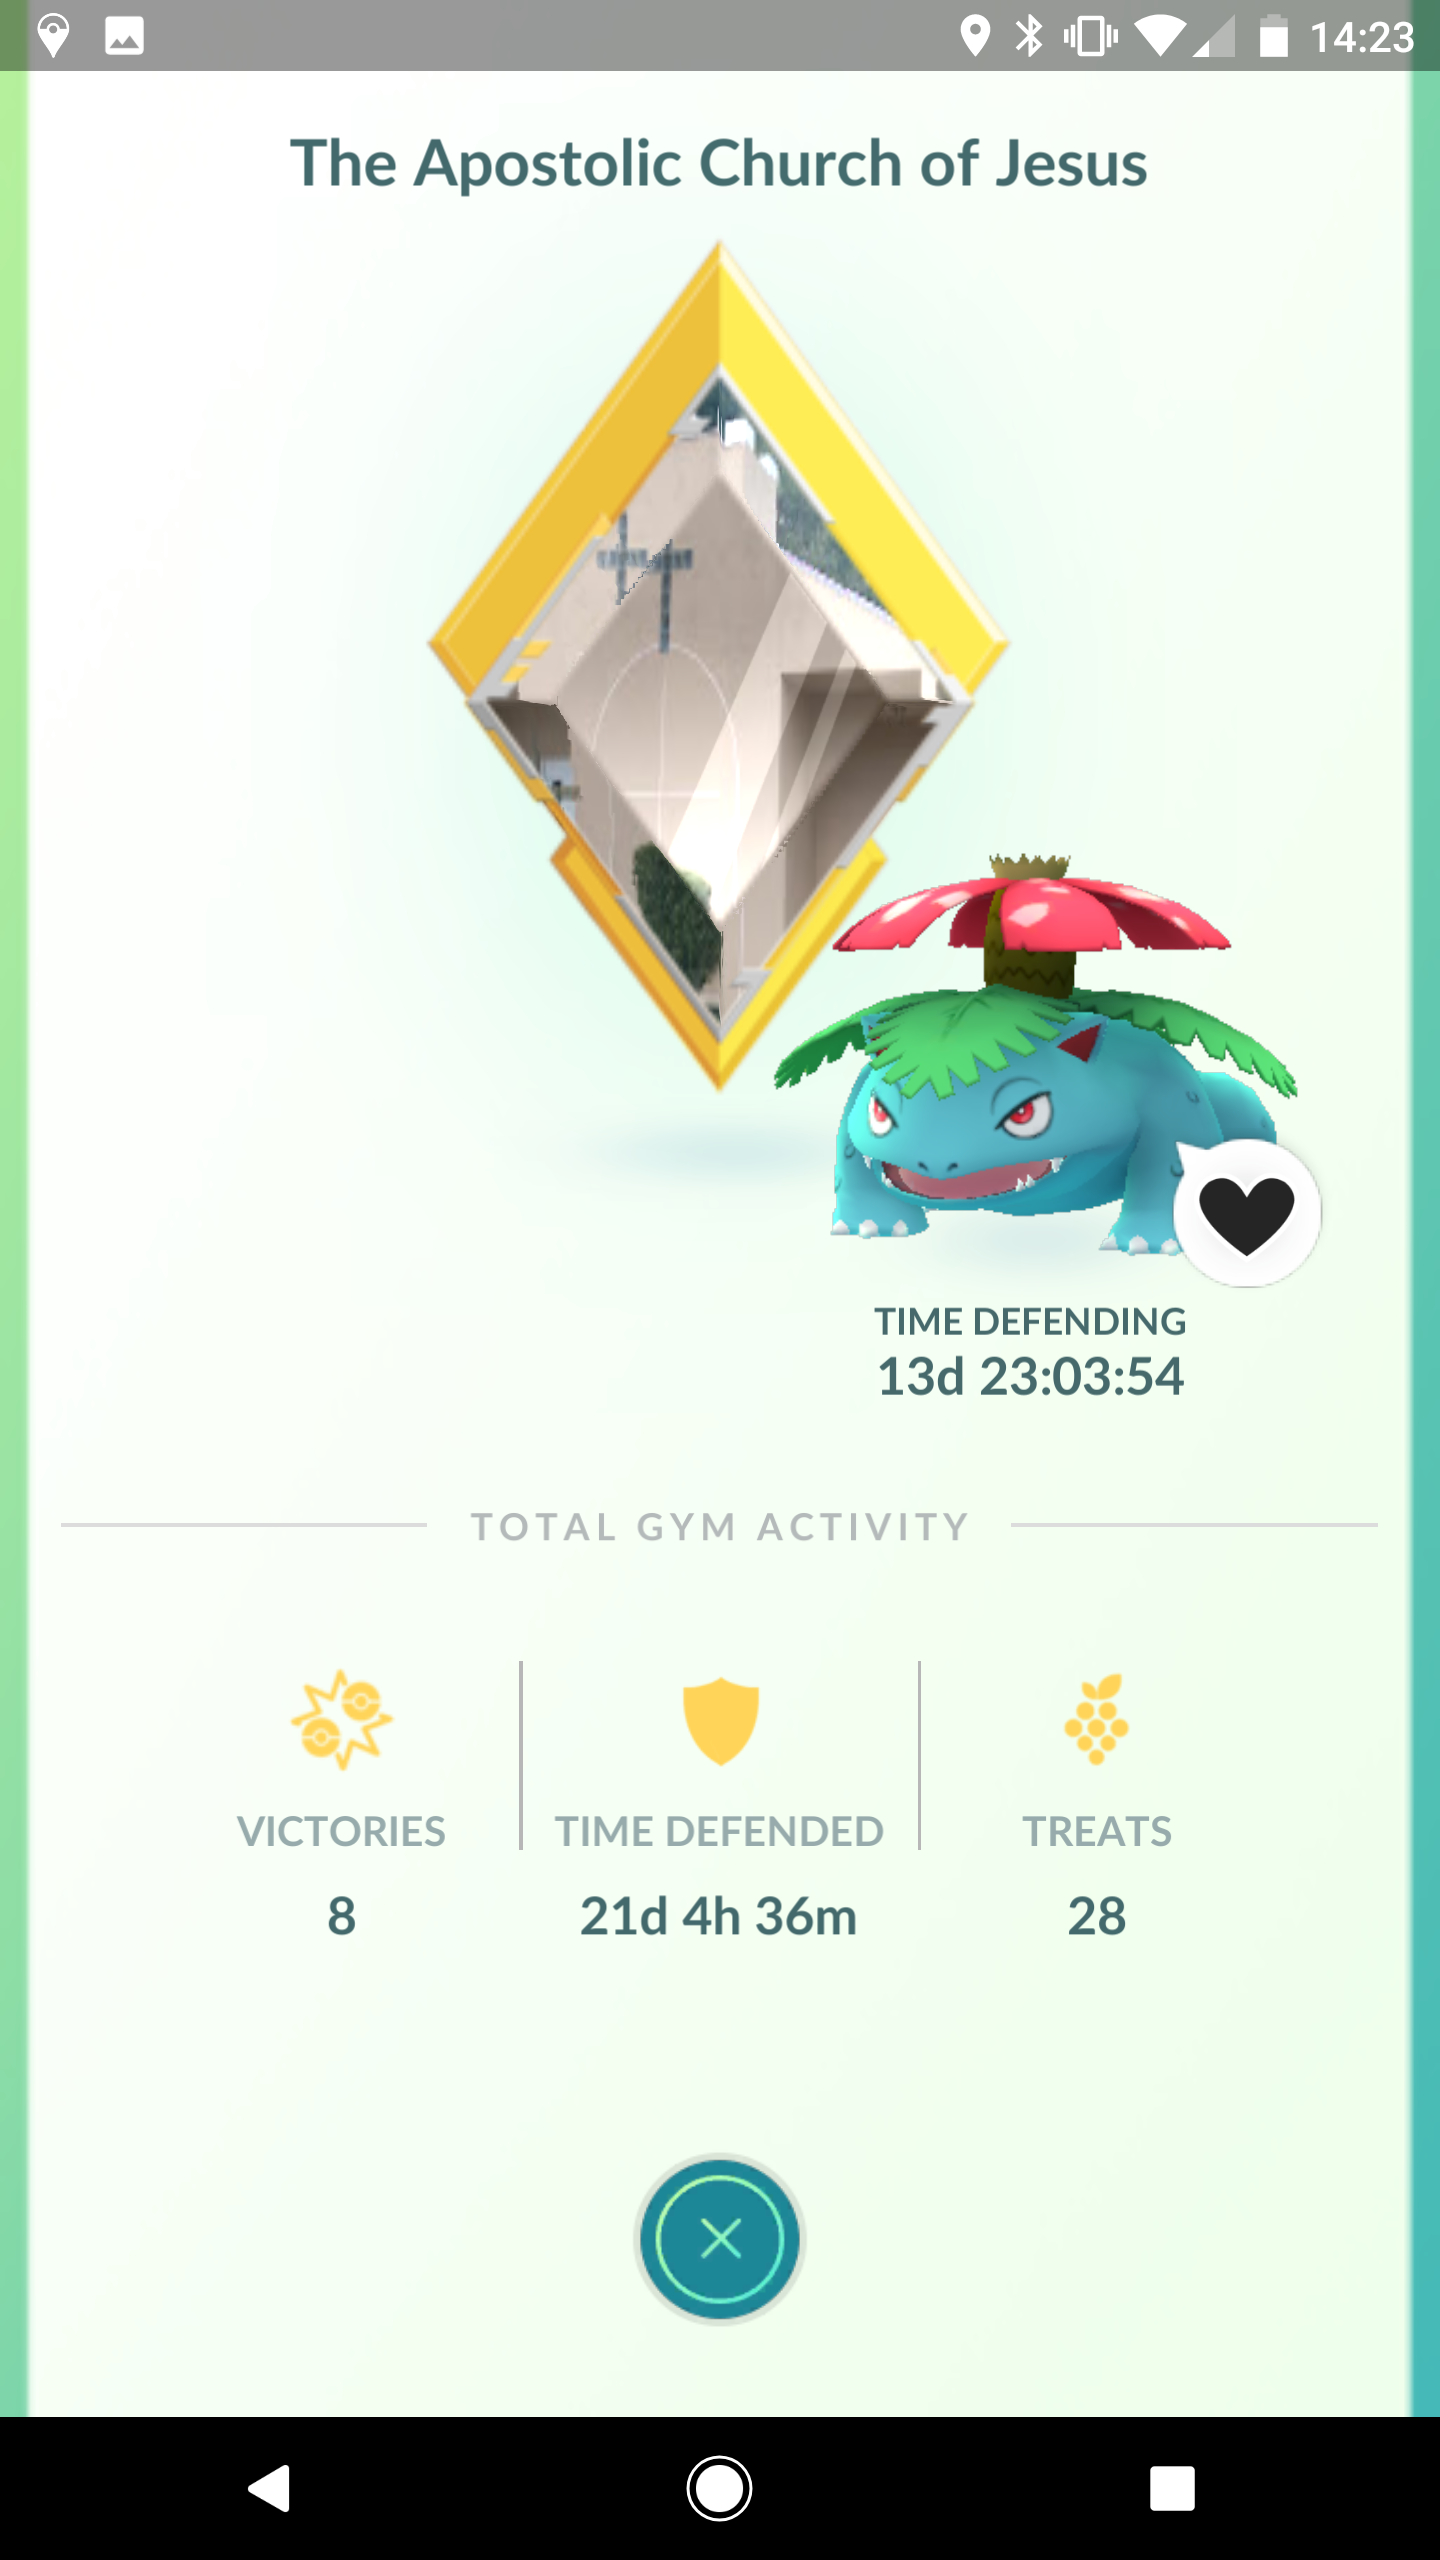 14:23
The Apostolic Church of Jesus
TIME DEFENDING
13d 23:03:54
TOTAL GYM ACTIVITY
VICTORIES
TIME DEFENDED
TREATS
8
21d 4h 36m
28